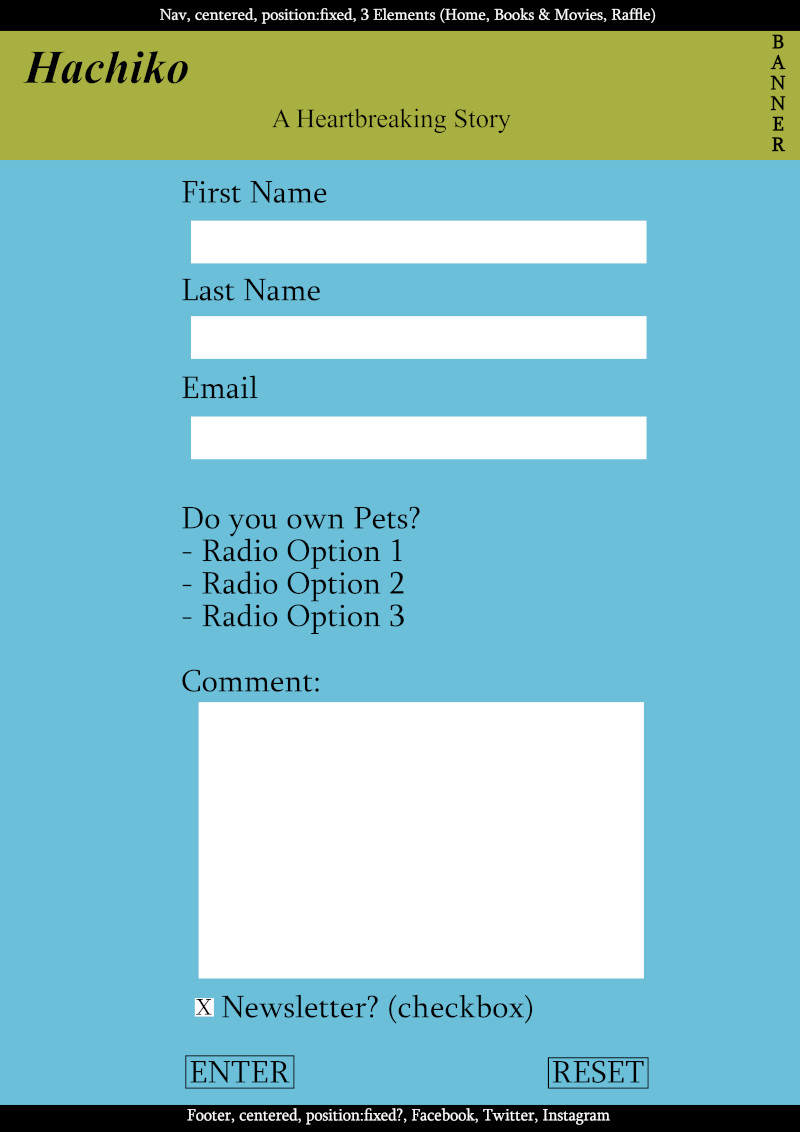 Nav, centered, position:fixed, 3 Elements (Home, Books & Movies, Raffle)
Hachiko
A Heartbreaking Story
BANNER
First Name
Last Name
Email
Do you own Pets?
- Radio Option 1
- Radio Option 2
- Radio Option 3
Comment:
X Newsletter? (checkbox)
ENTER RESET
Footer, centered, position:fixed?, Facebook, Twitter, Instagram